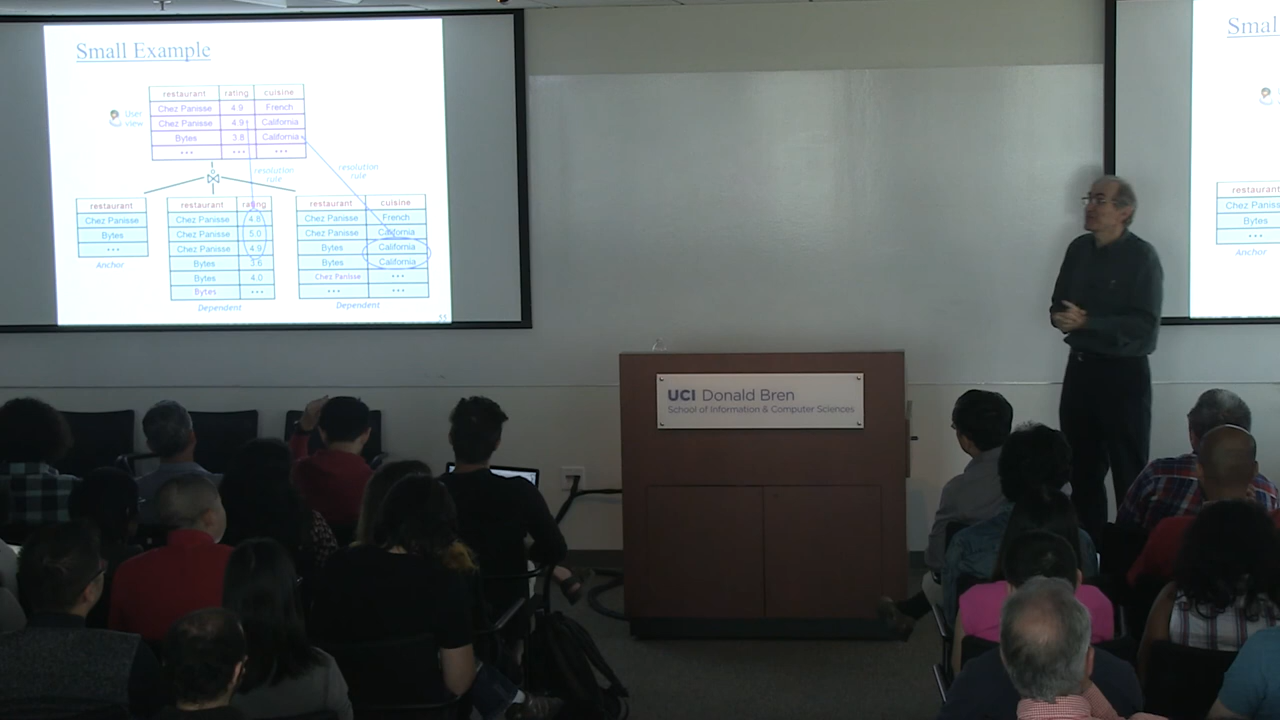 Small Example
restaurant rating cuisine
Chez Panisse 4.9 French
Chez Panisse 4.9 California
Bytes 3.8 California
••• ••• •••
User
view
resolution
rule
resolution
rule
restaurant
Chez Panisse
Bytes
•••
Anchor
restaurant rating
Chez Panisse 4.8
Chez Panisse 5.0
Chez Panisse 4.9
Bytes 3.6
Bytes 4.0
Bytes •••
Dependent
restaurant cuisine
Chez Panisse French
Chez Panisse California
Bytes California
Bytes California
Chez Panisse •••
••• •••
Dependent
55
UCI Donald Bren
School of Information & Computer Sciences
Smal
restaurant
Chez Paniss
Bytes
•••
Anchor